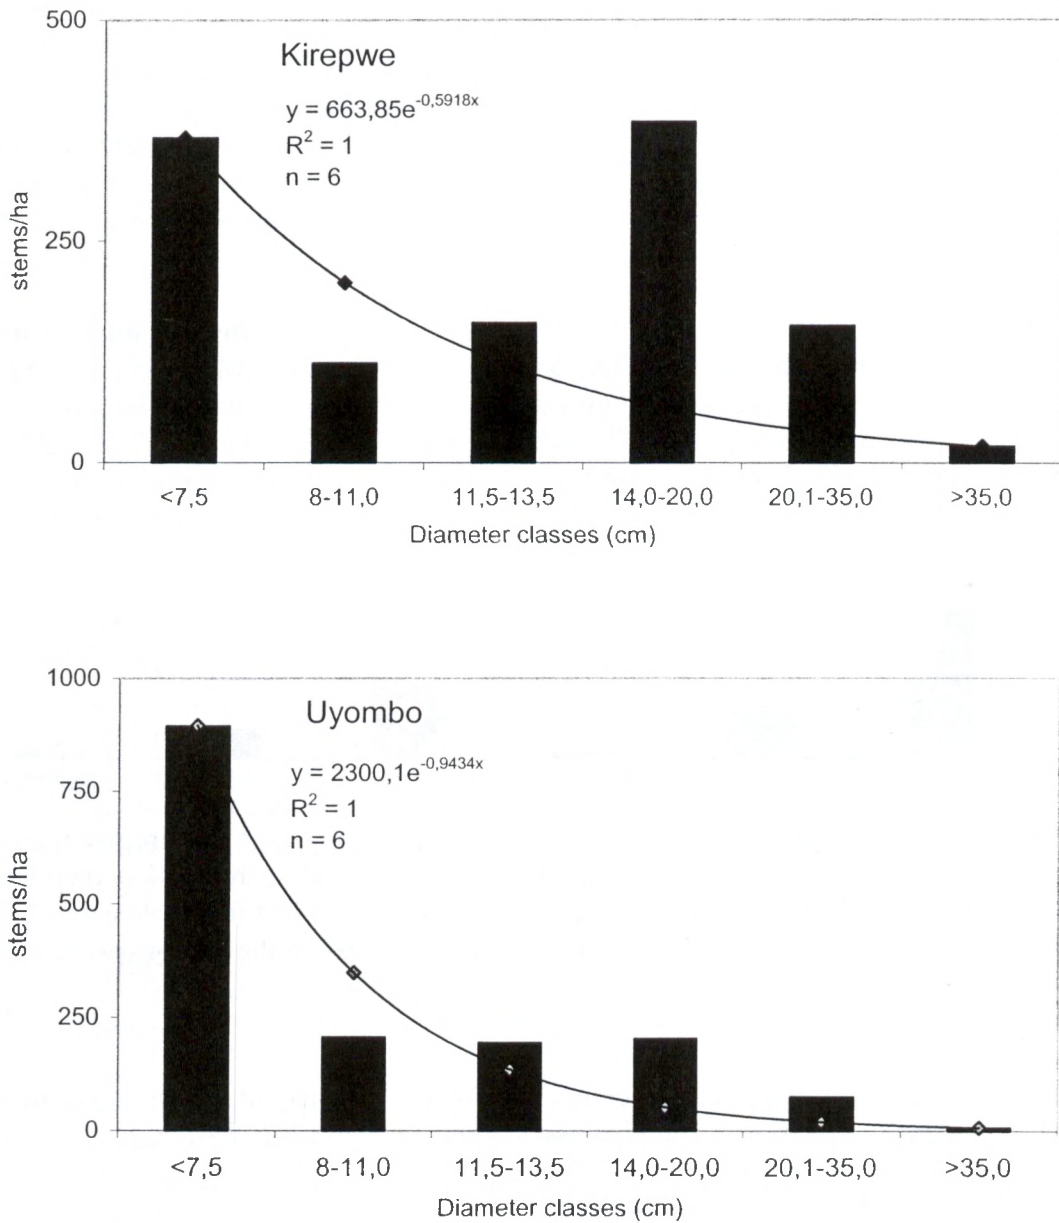 500
Kirepwe
y = 663,85e^-0,5918x
R² = 1
n = 6
stems/ha
250
0
<7,5 8-11,0 11,5-13,5 14,0-20,0 20,1-35,0 >35,0
Diameter classes (cm)
1000
Uyombo
y = 2300,1e^-0,9434x
R² = 1
n = 6
750
stems/ha
500
250
0
<7,5 8-11,0 11,5-13,5 14,0-20,0 20,1-35,0 >35,0
Diameter classes (cm)